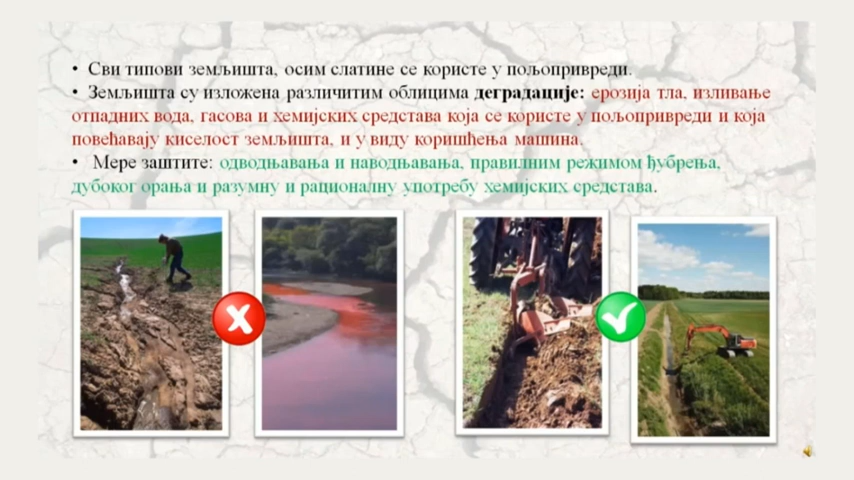 • Сви типови земљишта, осим слатине се користе у пољопривреди.
• Земљишта су изложена различитим облицима деградације: ерозија тла, изливање
отпадних вода, гасова и хемијских средстава која се користе у пољопривреди и која
повећавају киселост земљишта, и у виду коришћења машина.
• Мере заштите: одводњавања и наводњавања, правилним режимом ђубрења,
дубоког орања и разумну и рационалну употребу хемијских средстава.